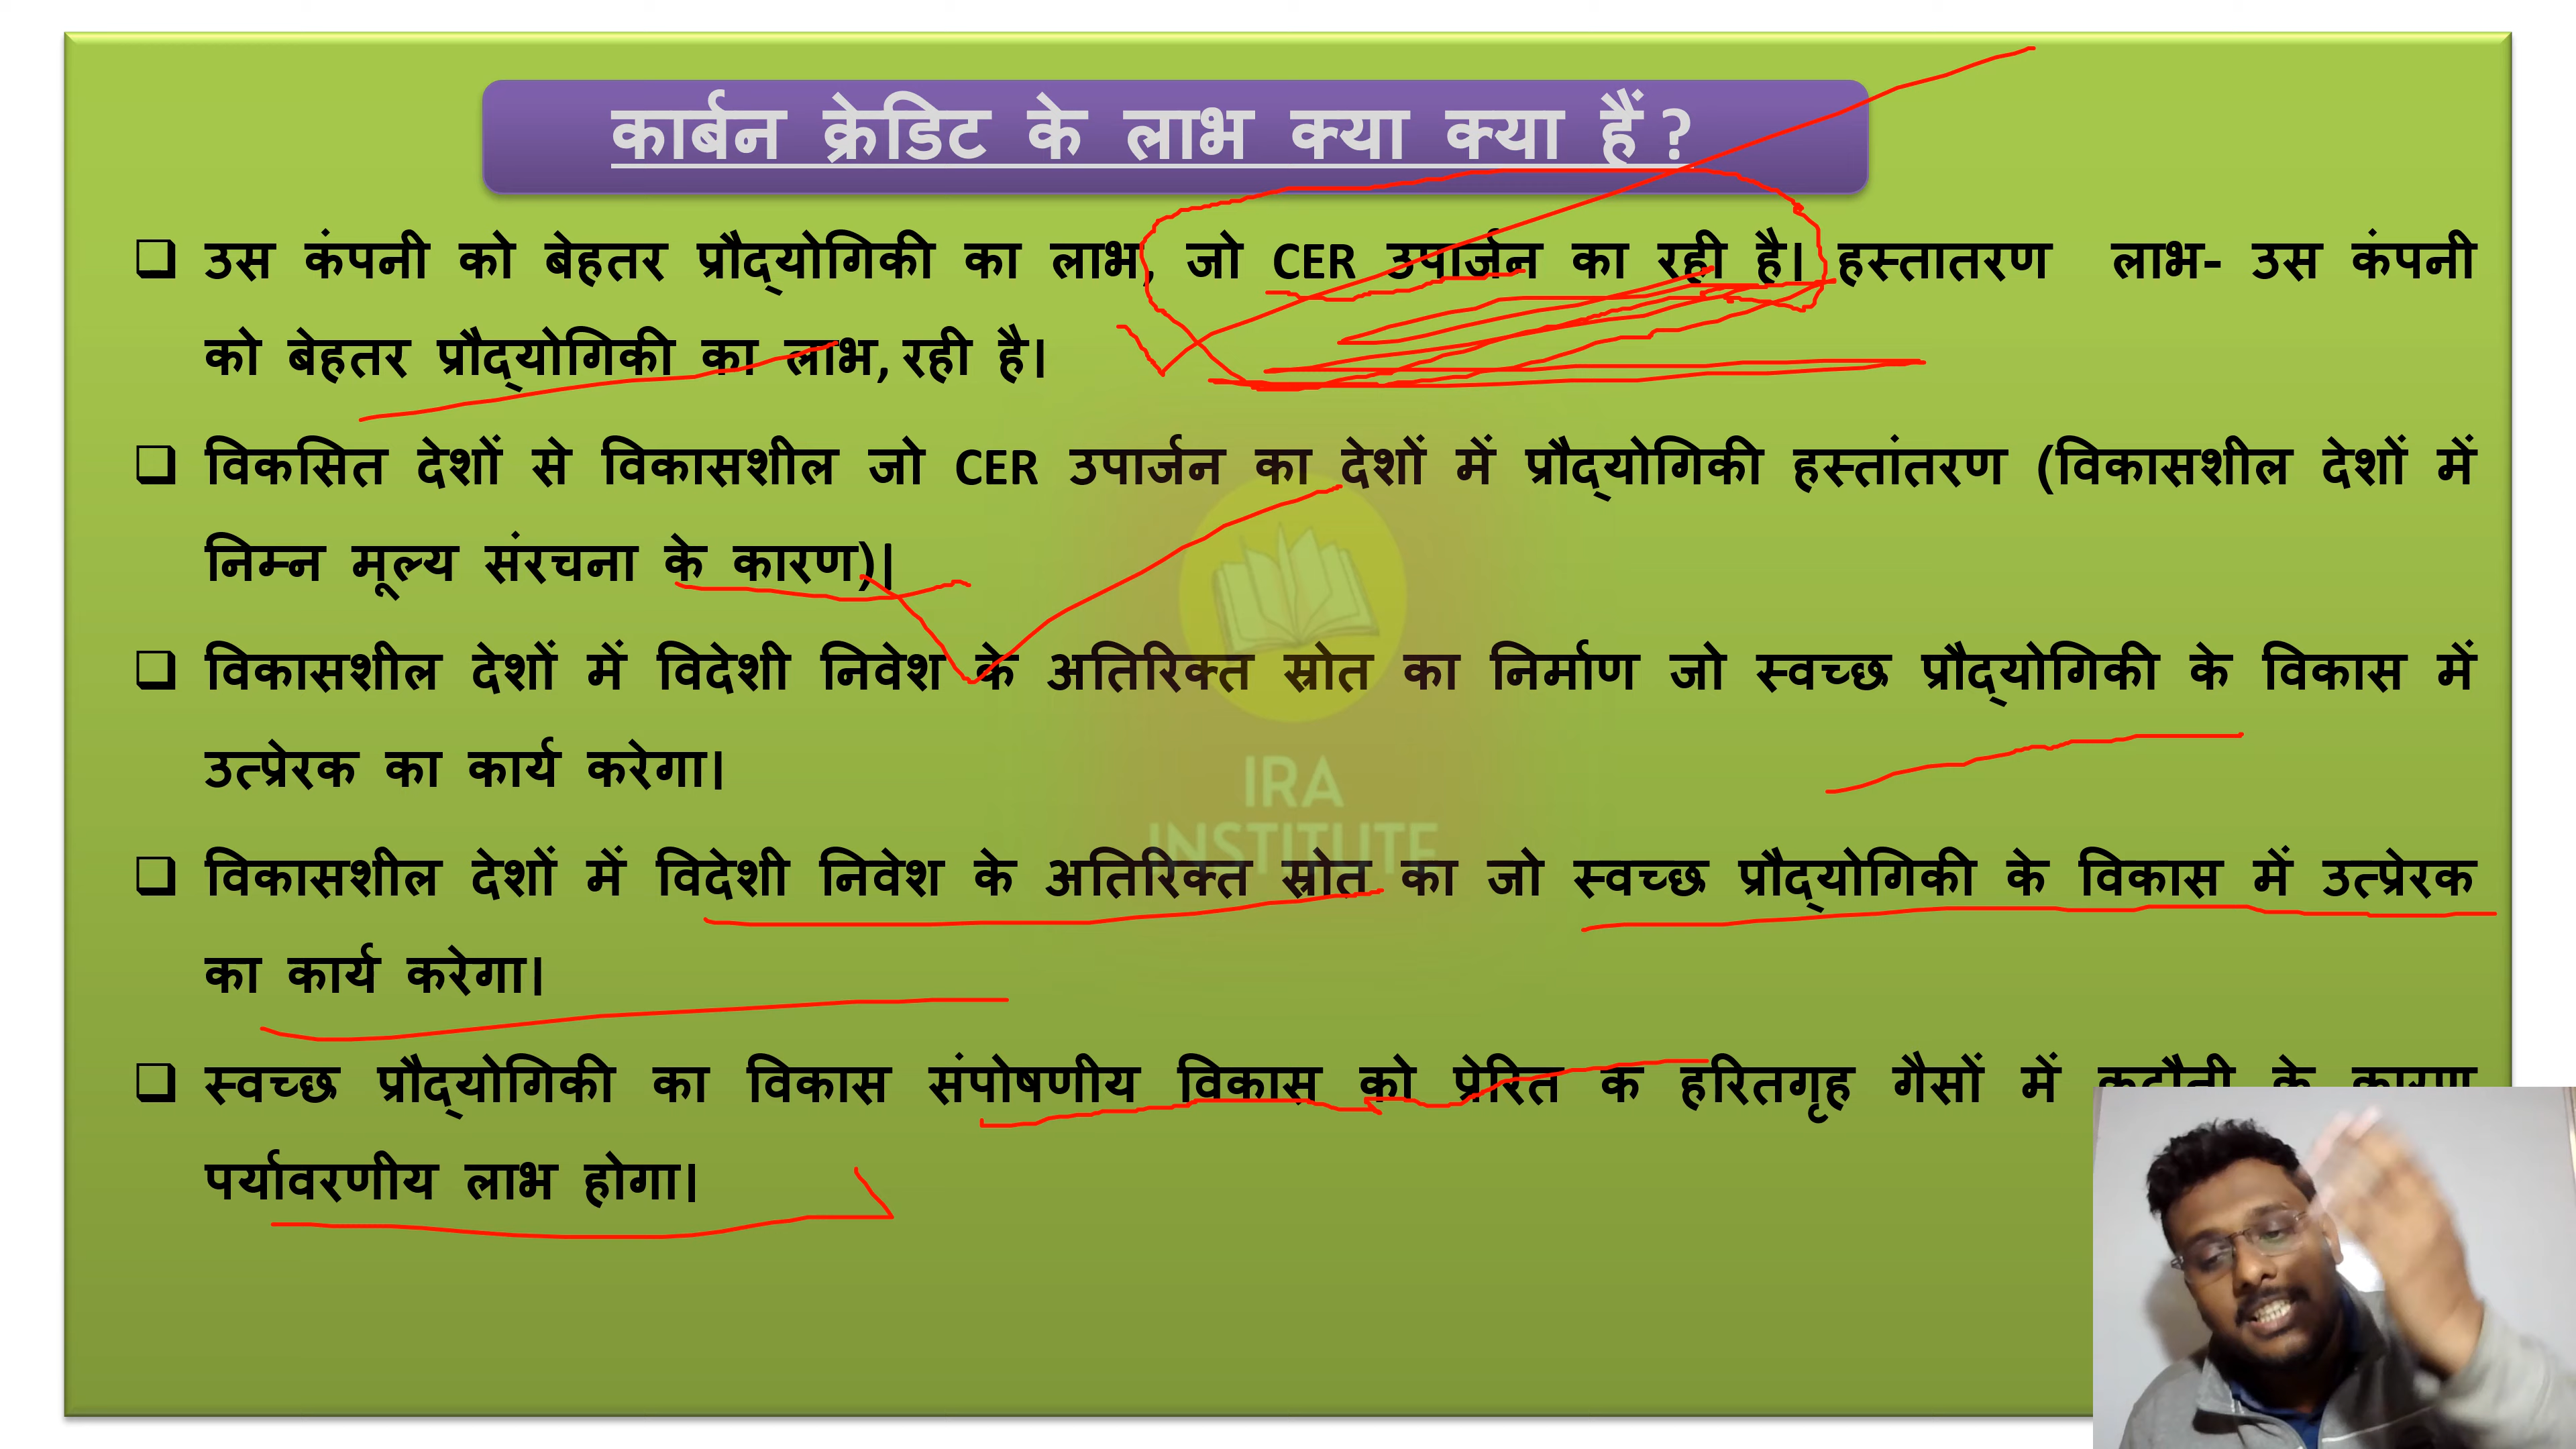 कार्बन क्रेडिट के लाभ क्या क्या हैं ?
❑ उस कंपनी को बेहतर प्रौद्योगिकी का लाभ, जो CER उपार्जन का रही है। हस्तातरण लाभ- उस कंपनी
को बेहतर प्रौद्योगिकी का लाभ, रही है।
❑ विकसित देशों से विकासशील जो CER उपार्जन का देशों में प्रौद्योगिकी हस्तांतरण (विकासशील देशों में
निम्न मूल्य संरचना के कारण)|
❑ विकासशील देशों में विदेशी निवेश के अतिरिक्त स्रोत का निर्माण जो स्वच्छ प्रौद्योगिकी के विकास में
उत्प्रेरक का कार्य करेगा।
❑ विकासशील देशों में विदेशी निवेश के अतिरिक्त स्रोत का जो स्वच्छ प्रौद्योगिकी के विकास में उत्प्रेरक
का कार्य करेगा।
❑ स्वच्छ प्रौद्योगिकी का विकास संपोषणीय विकास को प्रेरित क हरितगृह गैसों में कटौती के कारण
पर्यावरणीय लाभ होगा।
IRA
INSTITUTE